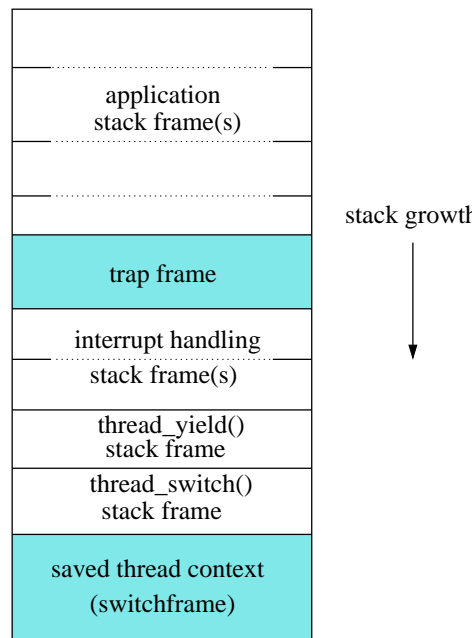 application
stack frame(s)
stack growth
trap frame
interrupt handling
stack frame(s)
thread_yield()
stack frame
thread_switch()
stack frame
saved thread context
(switchframe)